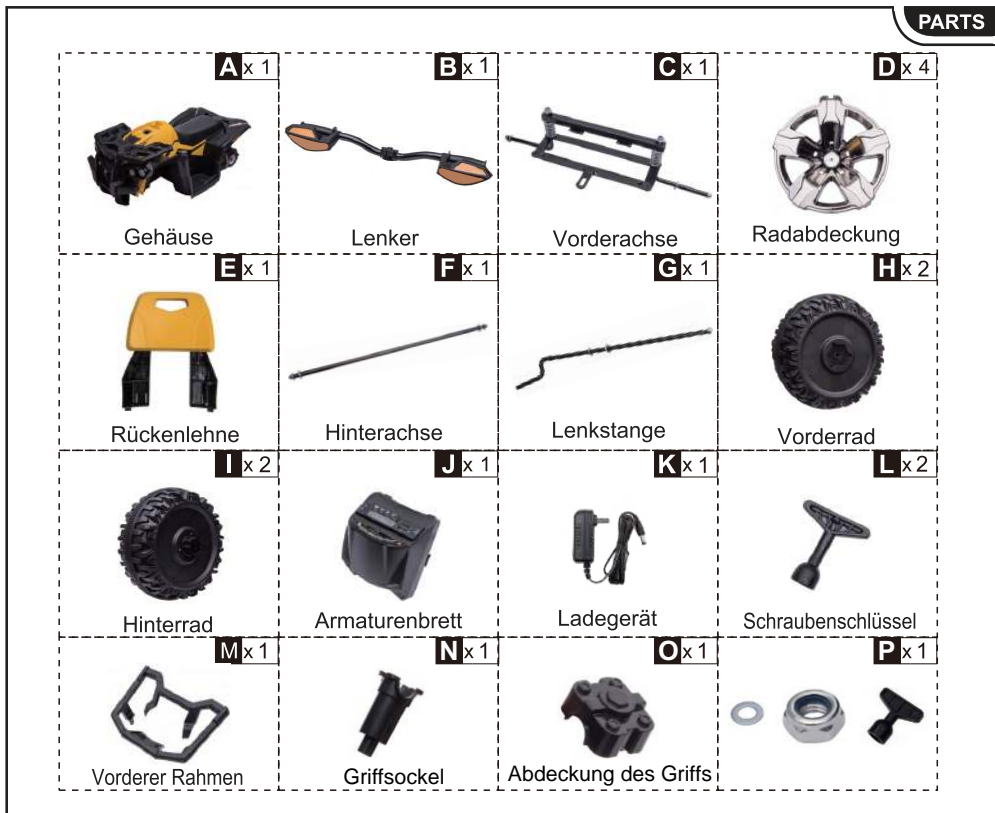 PARTS
A x 1
B x 1
C x 1
D x 4
Gehäuse
Lenker
Vorderachse
Radabdeckung
E x 1
F x 1
G x 1
H x 2
Rückenlehne
Hinterachse
Lenkstange
Vorderrad
I x 2
J x 1
K x 1
L x 2
Hinterrad
Armaturenbrett
Ladegerät
Schraubenschlüssel
M x 1
N x 1
O x 1
P x 1
Vorderer Rahmen
Griffsockel
Abdeckung des Griffs